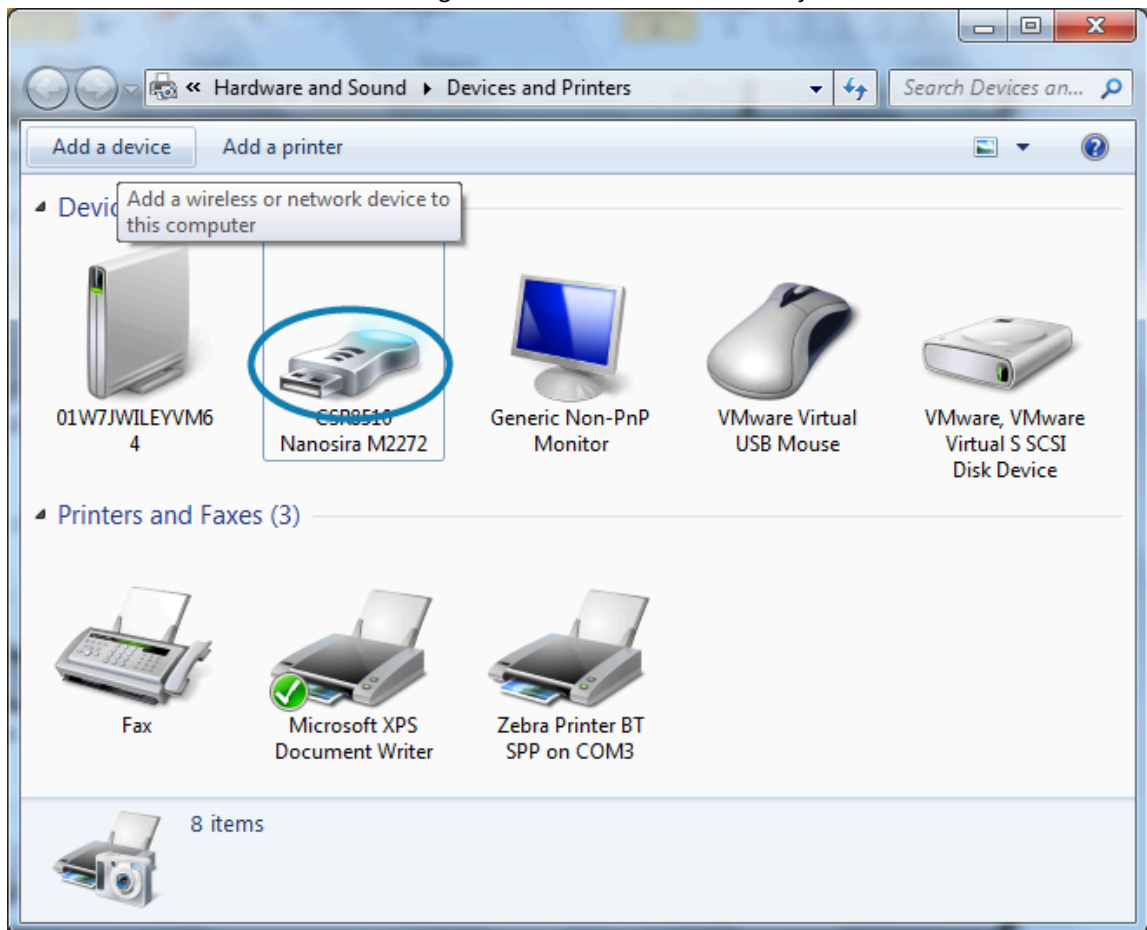 « Hardware and Sound ▸ Devices and Printers
Search Devices an...
Add a device Add a printer
Add a wireless or network device to
this computer
Devic
01W7JWILEYVM6
4
CSR8510
Nanosira M2272
Generic Non-PnP
Monitor
VMware Virtual
USB Mouse
VMware, VMware
Virtual S SCSI
Disk Device
Printers and Faxes (3)
Fax
Microsoft XPS
Document Writer
Zebra Printer BT
SPP on COM3
8 items